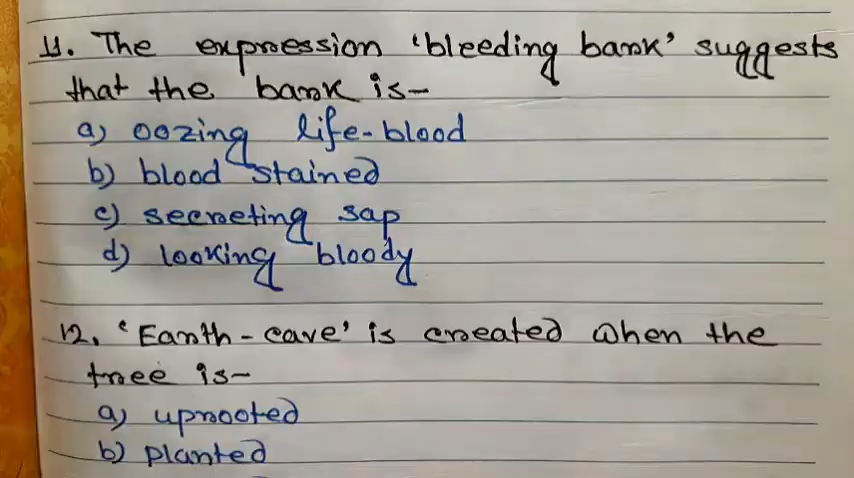 11. The expression 'bleeding bark' suggests
that the bark is-
a) oozing life-blood
b) blood stained
c) secreting sap
d) looking bloody
12. 'Earth-cave' is created when the
tree is-
a) uprooted
b) planted